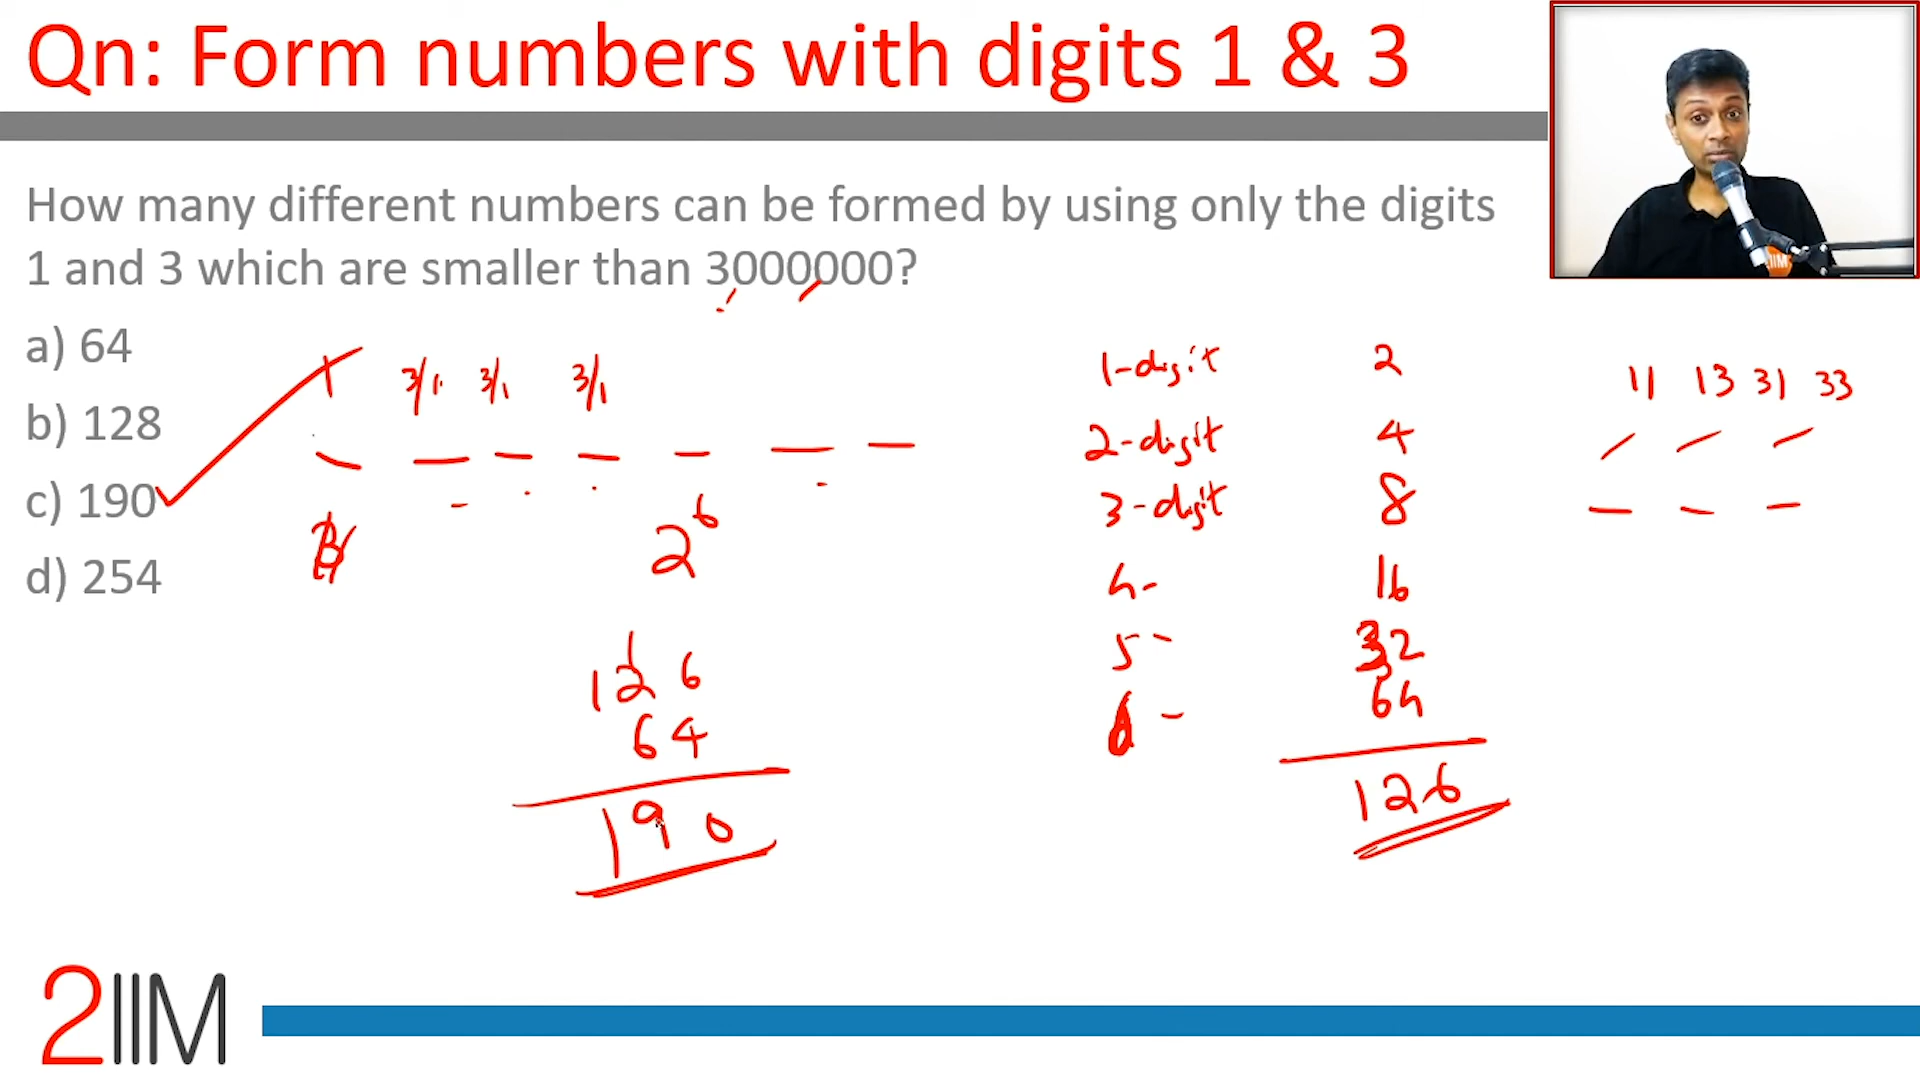 Qn: Form numbers with digits 1 & 3
How many different numbers can be formed by using only the digits
1 and 3 which are smaller than 3000000?
a) 64
b) 128
c) 190
d) 254
1 3/1 3/1 3/1
2^6
1
126
64
190
1-digit 2
2-digit 4
3-digit 8
4- 16
5- 32
6- 64
126
11 13 31 33
2IIM